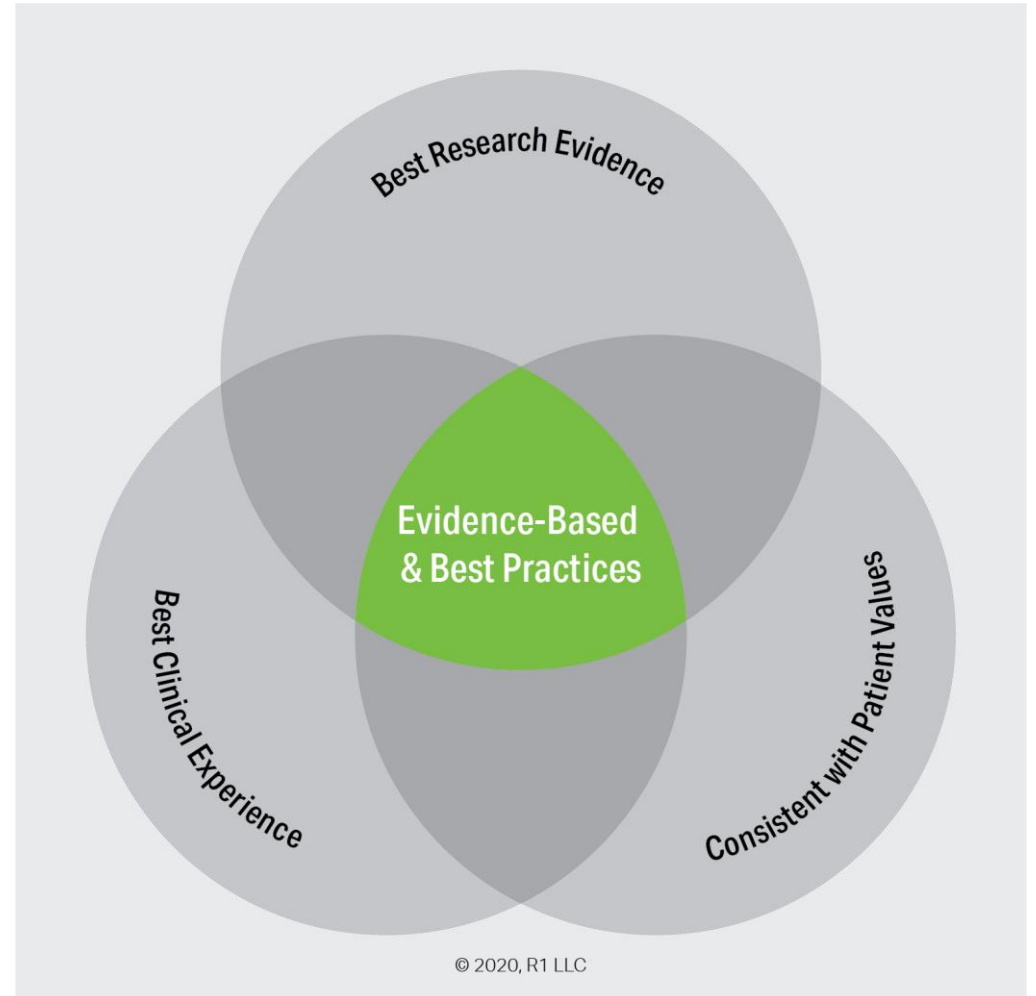 Best Research Evidence
Evidence-Based
& Best Practices
Best Clinical Experience
Consistent with Patient Values
© 2020, R1 LLC